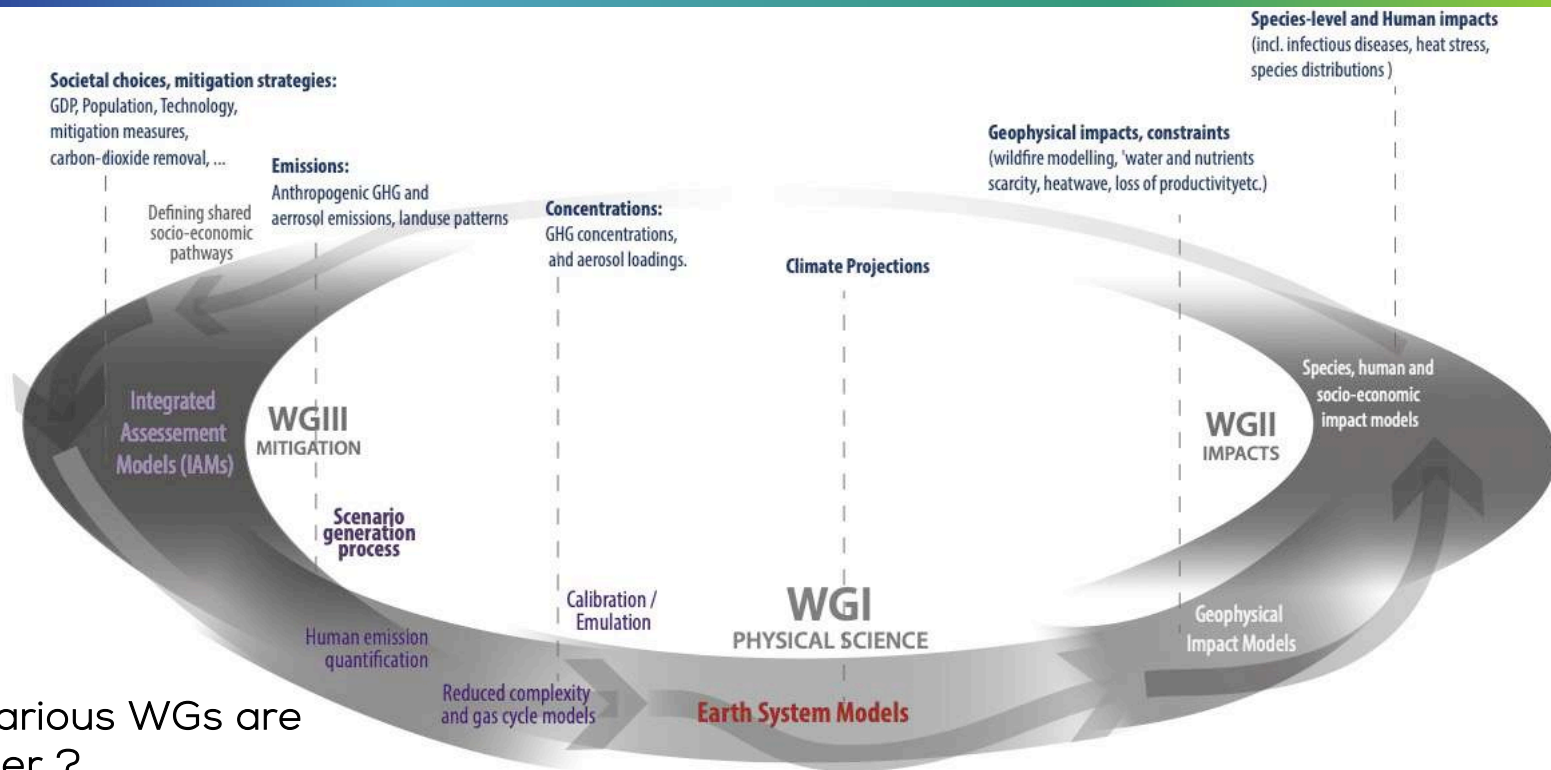 Species-level and Human impacts
(incl. infectious diseases, heat stress,
species distributions )
Societal choices, mitigation strategies:
GDP, Population, Technology,
mitigation measures,
carbon-dioxide removal, ...
Geophysical impacts, constraints
(wildfire modelling, 'water and nutrients
scarcity, heatwave, loss of productivityetc.)
Emissions:
Anthropogenic GHG and
aerrosol emissions, landuse patterns
Defining shared
socio-economic
pathways
Concentrations:
GHG concentrations,
and aerosol loadings.
Climate Projections
Integrated
Assessement
Models (IAMs)
WGIII
MITIGATION
WGII
IMPACTS
Species, human and
socio-economic
impact models
Scenario
generation
process
Calibration /
Emulation
WGI
PHYSICAL SCIENCE
Geophysical
Impact Models
Human emission
quantification
Reduced complexity
and gas cycle models
Earth System Models
WGs are
?